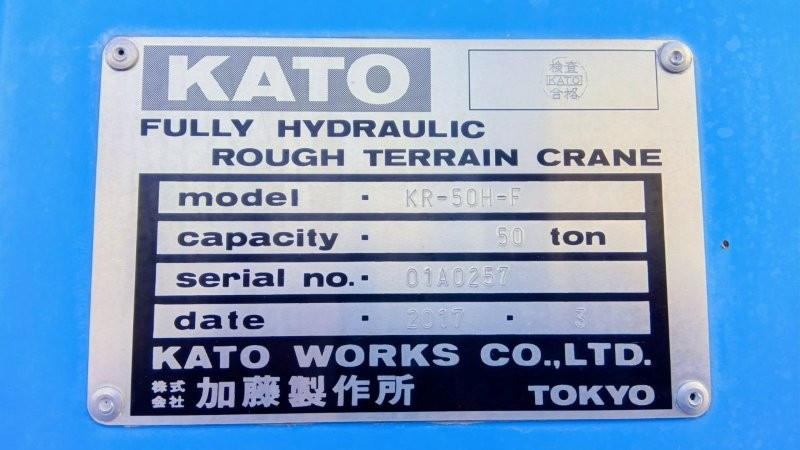 KATO
検査
KATO
合格
FULLY HYDRAULIC
ROUGH TERRAIN CRANE
model · KR-50H-F
capacity · 50 ton
serial no. · 01A0257
date · 2017 · 3
KATO WORKS CO.,LTD.
株式会社 加藤製作所 TOKYO